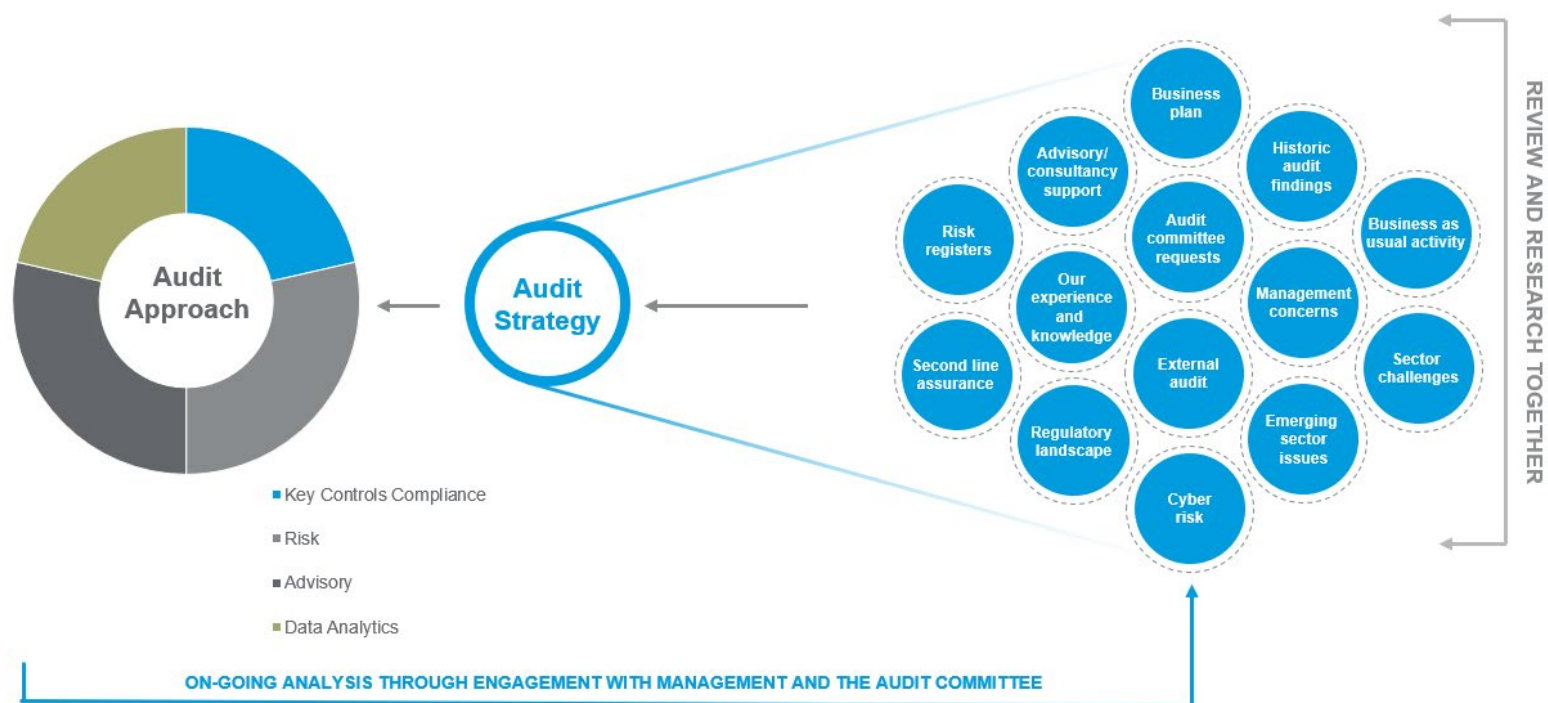 Audit
Approach
Key Controls Compliance
Risk
Advisory
Data Analytics
Audit
Strategy
Business
plan
Advisory/
consultancy
support
Historic
audit
findings
Risk
registers
Audit
committee
requests
Business as
usual activity
Our
experience
and
knowledge
Management
concerns
Second line
assurance
External
audit
Sector
challenges
Regulatory
landscape
Emerging
sector
issues
Cyber
risk
REVIEW AND RESEARCH TOGETHER
ON-GOING ANALYSIS THROUGH ENGAGEMENT WITH MANAGEMENT AND THE AUDIT COMMITTEE